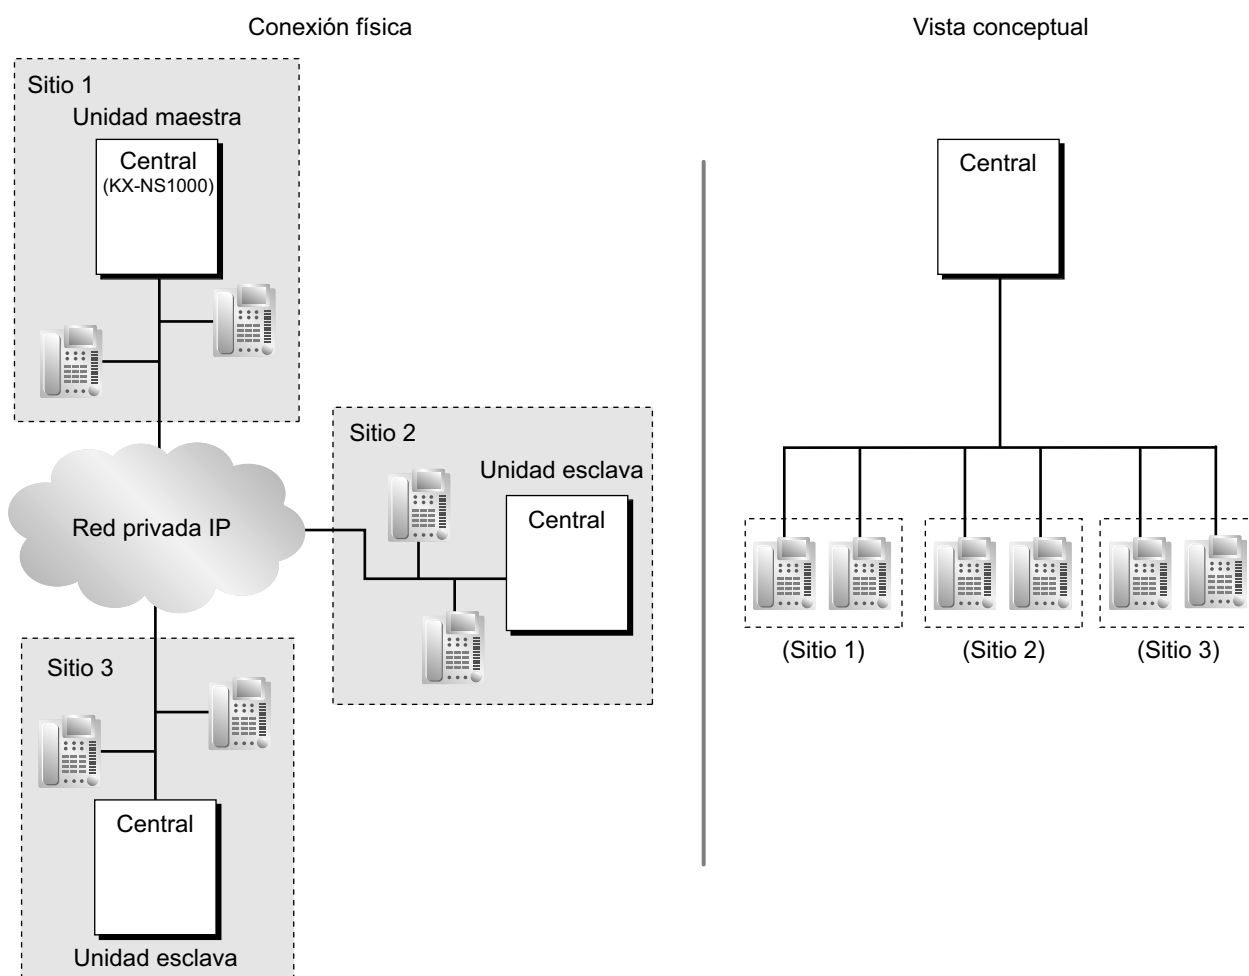 Conexión física
Sitio 1
Unidad maestra
Central
(KX-NS1000)
Sitio 2
Unidad esclava
Central
Red privada IP
Sitio 3
Central
Unidad esclava
Vista conceptual
Central
(Sitio 1)
(Sitio 2)
(Sitio 3)